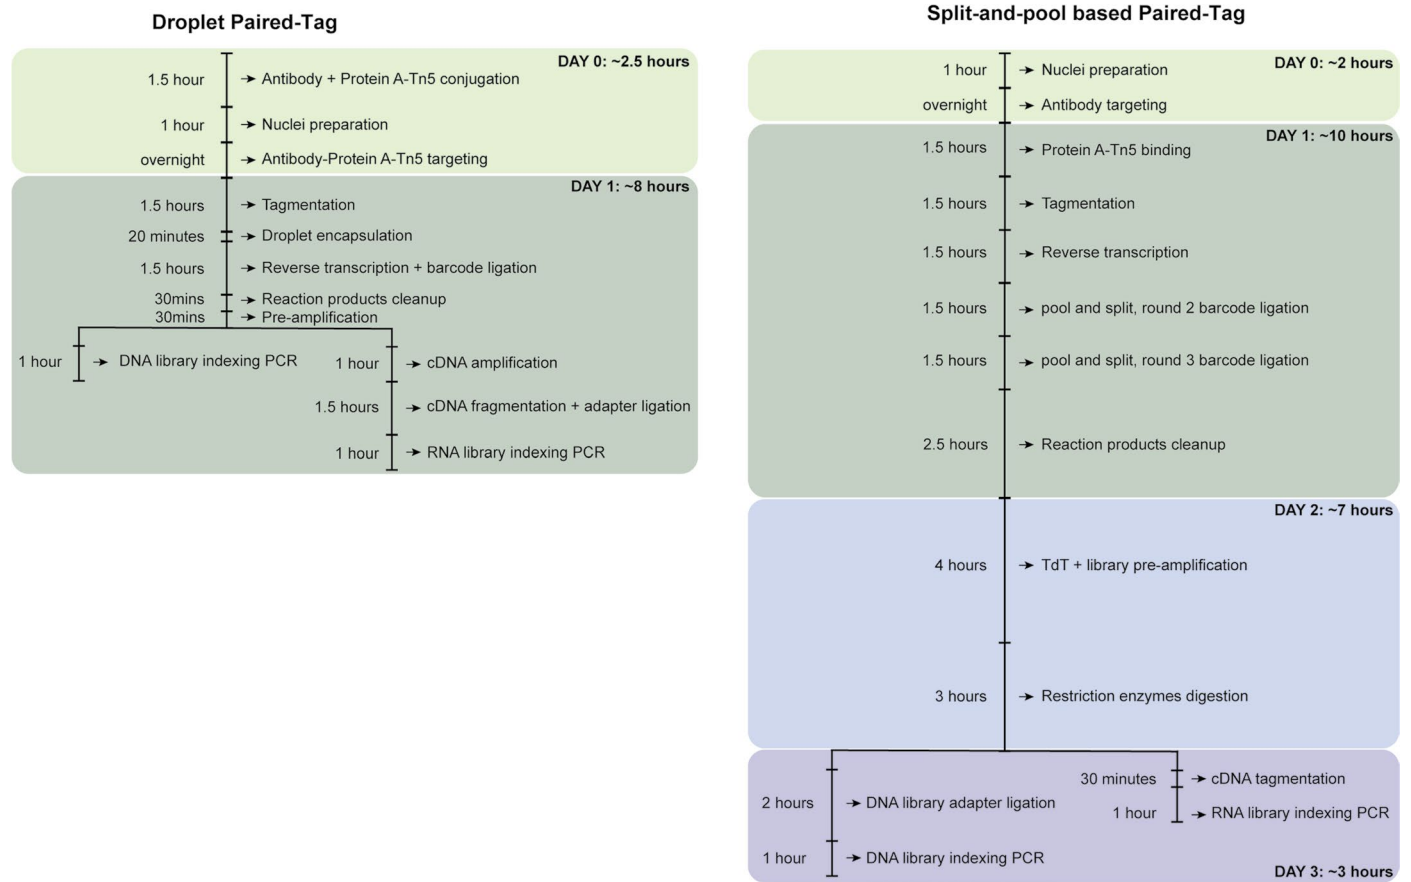 Droplet Paired-Tag
DAY 0: ~2.5 hours
1.5 hour Antibody + Protein A-Tn5 conjugation
1 hour Nuclei preparation
overnight Antibody-Protein A-Tn5 targeting
DAY 1: ~8 hours
1.5 hours Tagmentation
20 minutes Droplet encapsulation
1.5 hours Reverse transcription + barcode ligation
30mins Reaction products cleanup
30mins Pre-amplification
1 hour DNA library indexing PCR
1 hour cDNA amplification
1.5 hours cDNA fragmentation + adapter ligation
1 hour RNA library indexing PCR
Split-and-pool based Paired-Tag
DAY 0: ~2 hours
1 hour Nuclei preparation
overnight Antibody targeting
DAY 1: ~10 hours
1.5 hours Protein A-Tn5 binding
1.5 hours Tagmentation
1.5 hours Reverse transcription
1.5 hours pool and split, round 2 barcode ligation
1.5 hours pool and split, round 3 barcode ligation
2.5 hours Reaction products cleanup
DAY 2: ~7 hours
4 hours TdT + library pre-amplification
3 hours Restriction enzymes digestion
30 minutes cDNA tagmentation
1 hour RNA library indexing PCR
2 hours DNA library adapter ligation
1 hour DNA library indexing PCR
DAY 3: ~3 hours